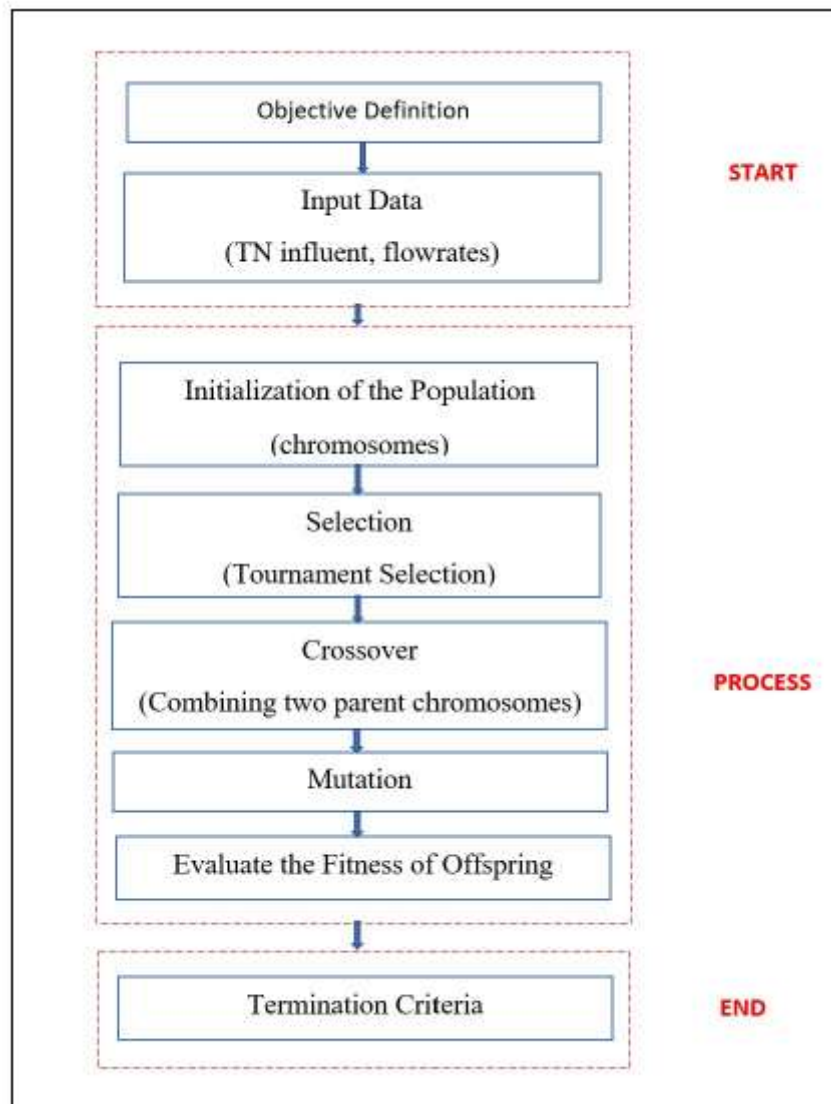 Objective Definition
START
Input Data
(TN influent, flowrates)
Initialization of the Population
(chromosomes)
Selection
(Tournament Selection)
Crossover
(Combining two parent chromosomes)
PROCESS
Mutation
Evaluate the Fitness of Offspring
Termination Criteria
END